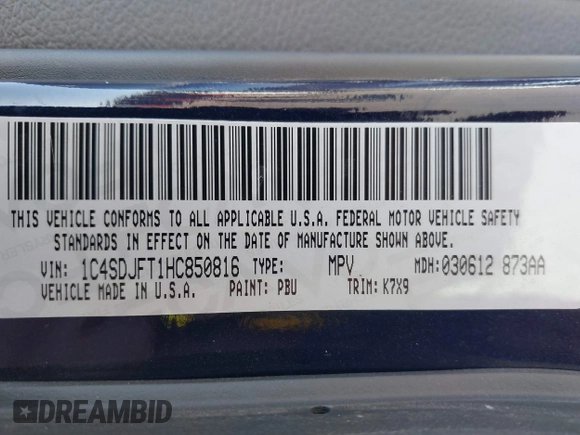 THIS VEHICLE CONFORMS TO ALL APPLICABLE U.S.A. FEDERAL MOTOR VEHICLE SAFETY
STANDARDS IN EFFECT ON THE DATE OF MANUFACTURE SHOWN ABOVE.
VIN: 1C4SDJFT1HC850816 TYPE: MPV MDH: 030612 873AA
VEHICLE MADE IN U.S.A. PAINT: PBU TRIM: K7X9
DREAMBID